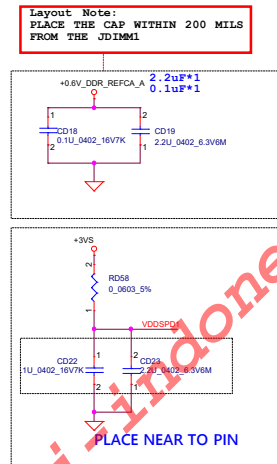 Layout Note:
PLACE THE CAP WITHIN 200 MILS
FROM THE JDIMM1
+0.6V_DDR_REFCA_A
2.2uF*1
0.1uF*1
1
2
CD18
CD19
0.1U_0402_16V7K
2.2U_0402_6.3V6M
2
1
+3VS
2
RD58
0_0603_5%
1
VDDSPD1
CD22
1
2
CD23
1U_0402_16V7K
2.2U_0402_6.3V6M
2
1
PLACE NEAR TO PIN
-indone